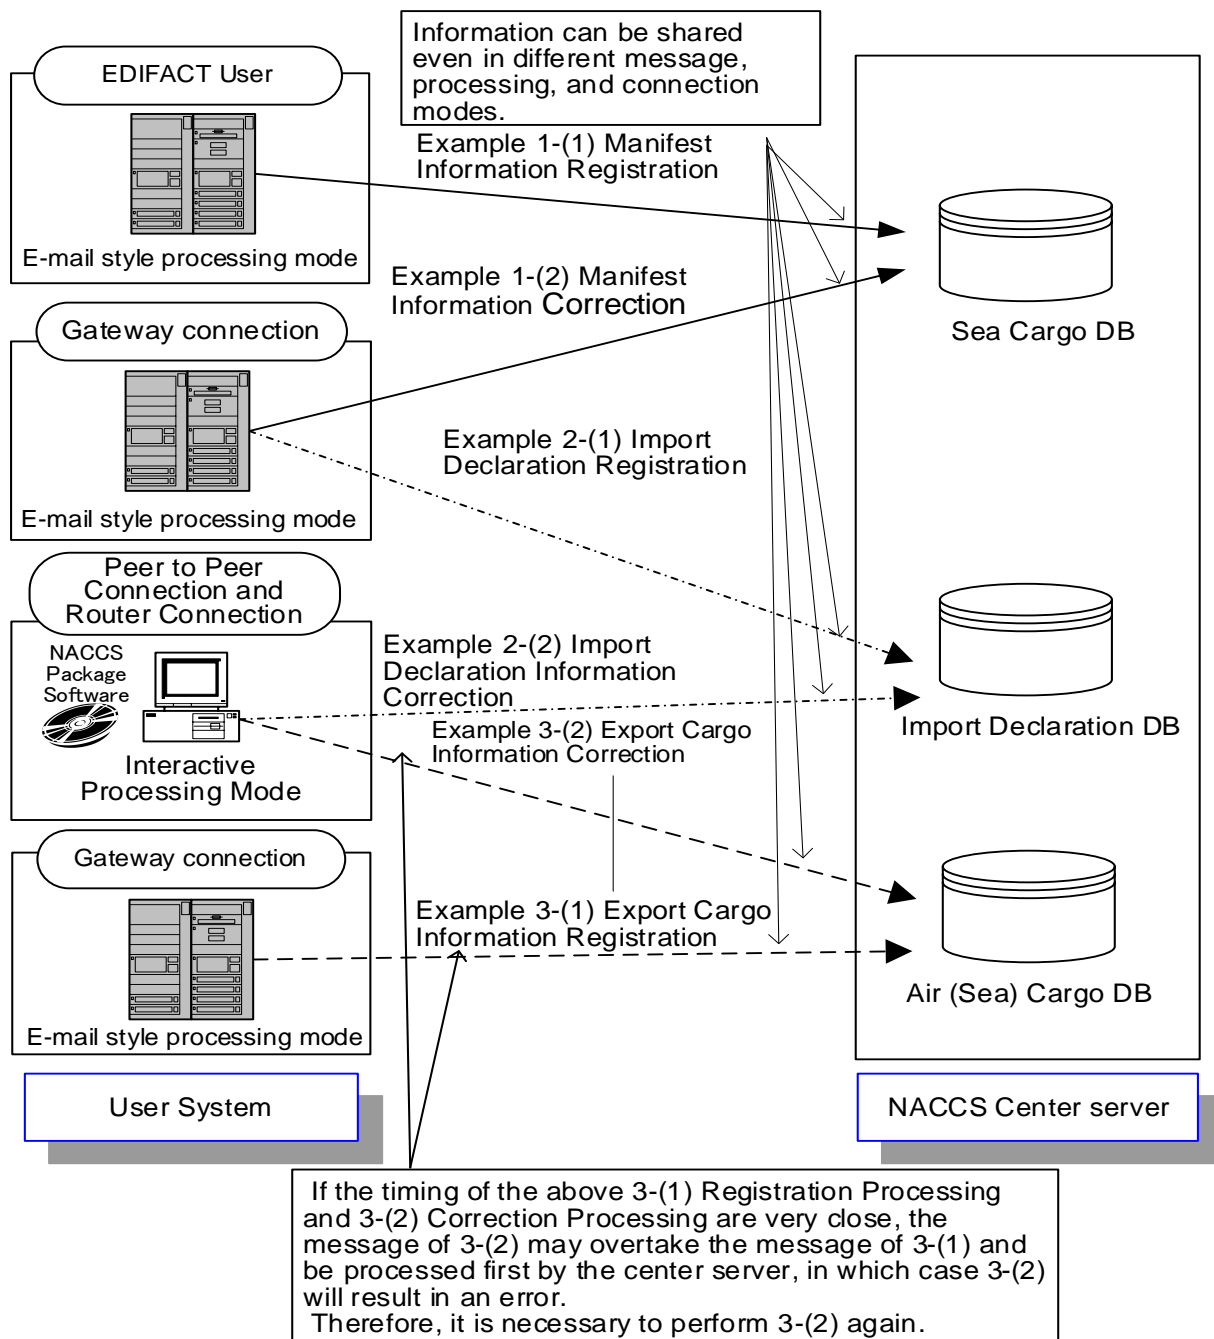 Information can be shared
even in different message,
processing, and connection
modes.
EDIFACT User
E-mail style processing mode
Example 1-(1) Manifest
Information Registration
Example 1-(2) Manifest
Information Correction
Sea Cargo DB
Gateway connection
E-mail style processing mode
Example 2-(1) Import
Declaration Registration
Peer to Peer
Connection and
Router Connection
NACCS
Package
Software
Interactive
Processing Mode
Example 2-(2) Import
Declaration Information
Correction
Import Declaration DB
Example 3-(2) Export Cargo
Information Correction
Gateway connection
E-mail style processing mode
Example 3-(1) Export Cargo
Information Registration
Air (Sea) Cargo DB
User System
NACCS Center server
If the timing of the above 3-(1) Registration Processing
and 3-(2) Correction Processing are very close, the
message of 3-(2) may overtake the message of 3-(1) and
be processed first by the center server, in which case 3-(2)
will result in an error.
Therefore, it is necessary to perform 3-(2) again.